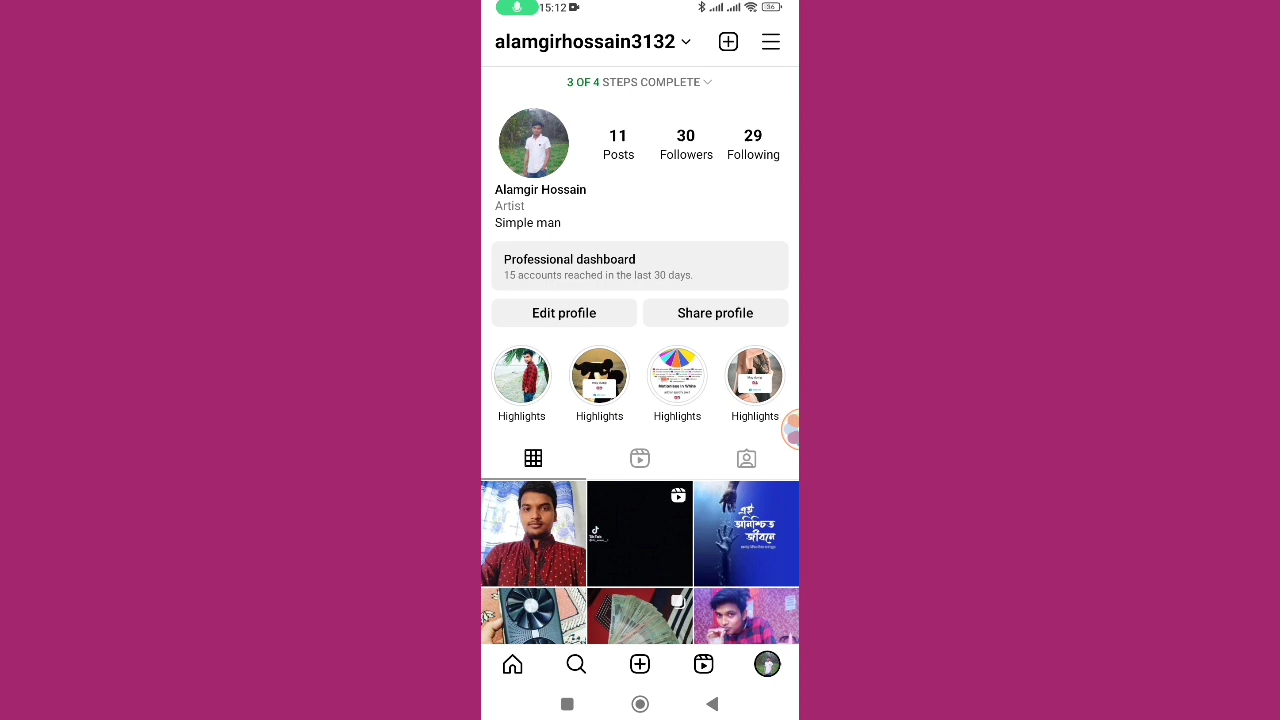 15:12
36
alamgirhossain3132
3 OF 4 STEPS COMPLETE
11
30
29
Posts
Followers
Following
Alamgir Hossain
Artist
Simple man
Professional dashboard
15 accounts reached in the last 30 days.
Edit profile
Share profile
Highlights
Highlights
Highlights
Highlights
TikTok
এই
অনিশ্চিত
জীবনে